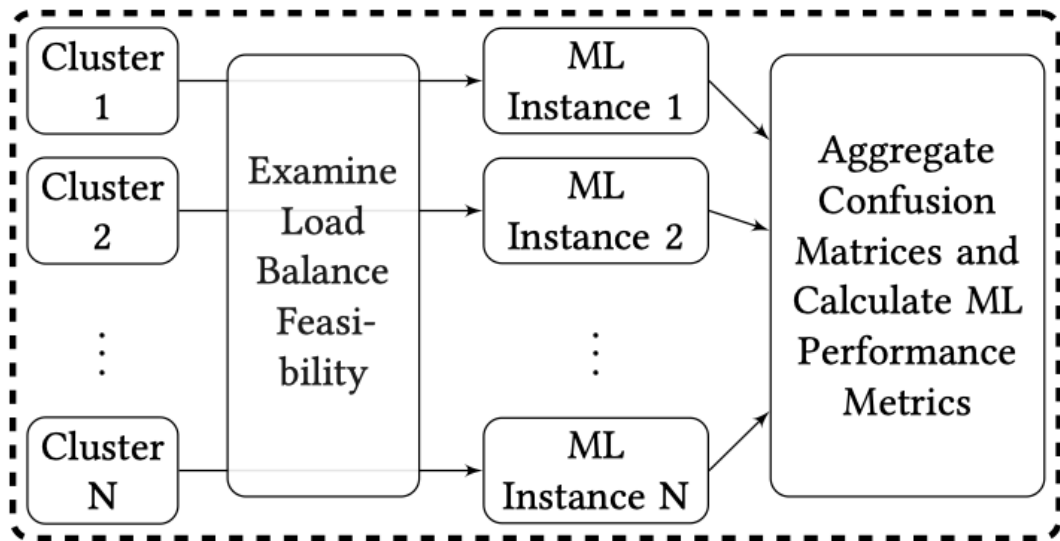 Cluster
1
Cluster
2
⋮
Cluster
N
Examine
Load
Balance
Feasi-
bility
ML
Instance 1
ML
Instance 2
⋮
ML
Instance N
Aggregate
Confusion
Matrices and
Calculate ML
Performance
Metrics